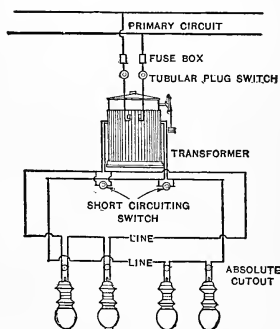 PRIMARY CIRCUIT
FUSE BOX
TUBULAR PLUG SWITCH
TRANSFORMER
SHORT CIRCUITING
SWITCH
LINE
LINE
ABSOLUTE
CUTOUT